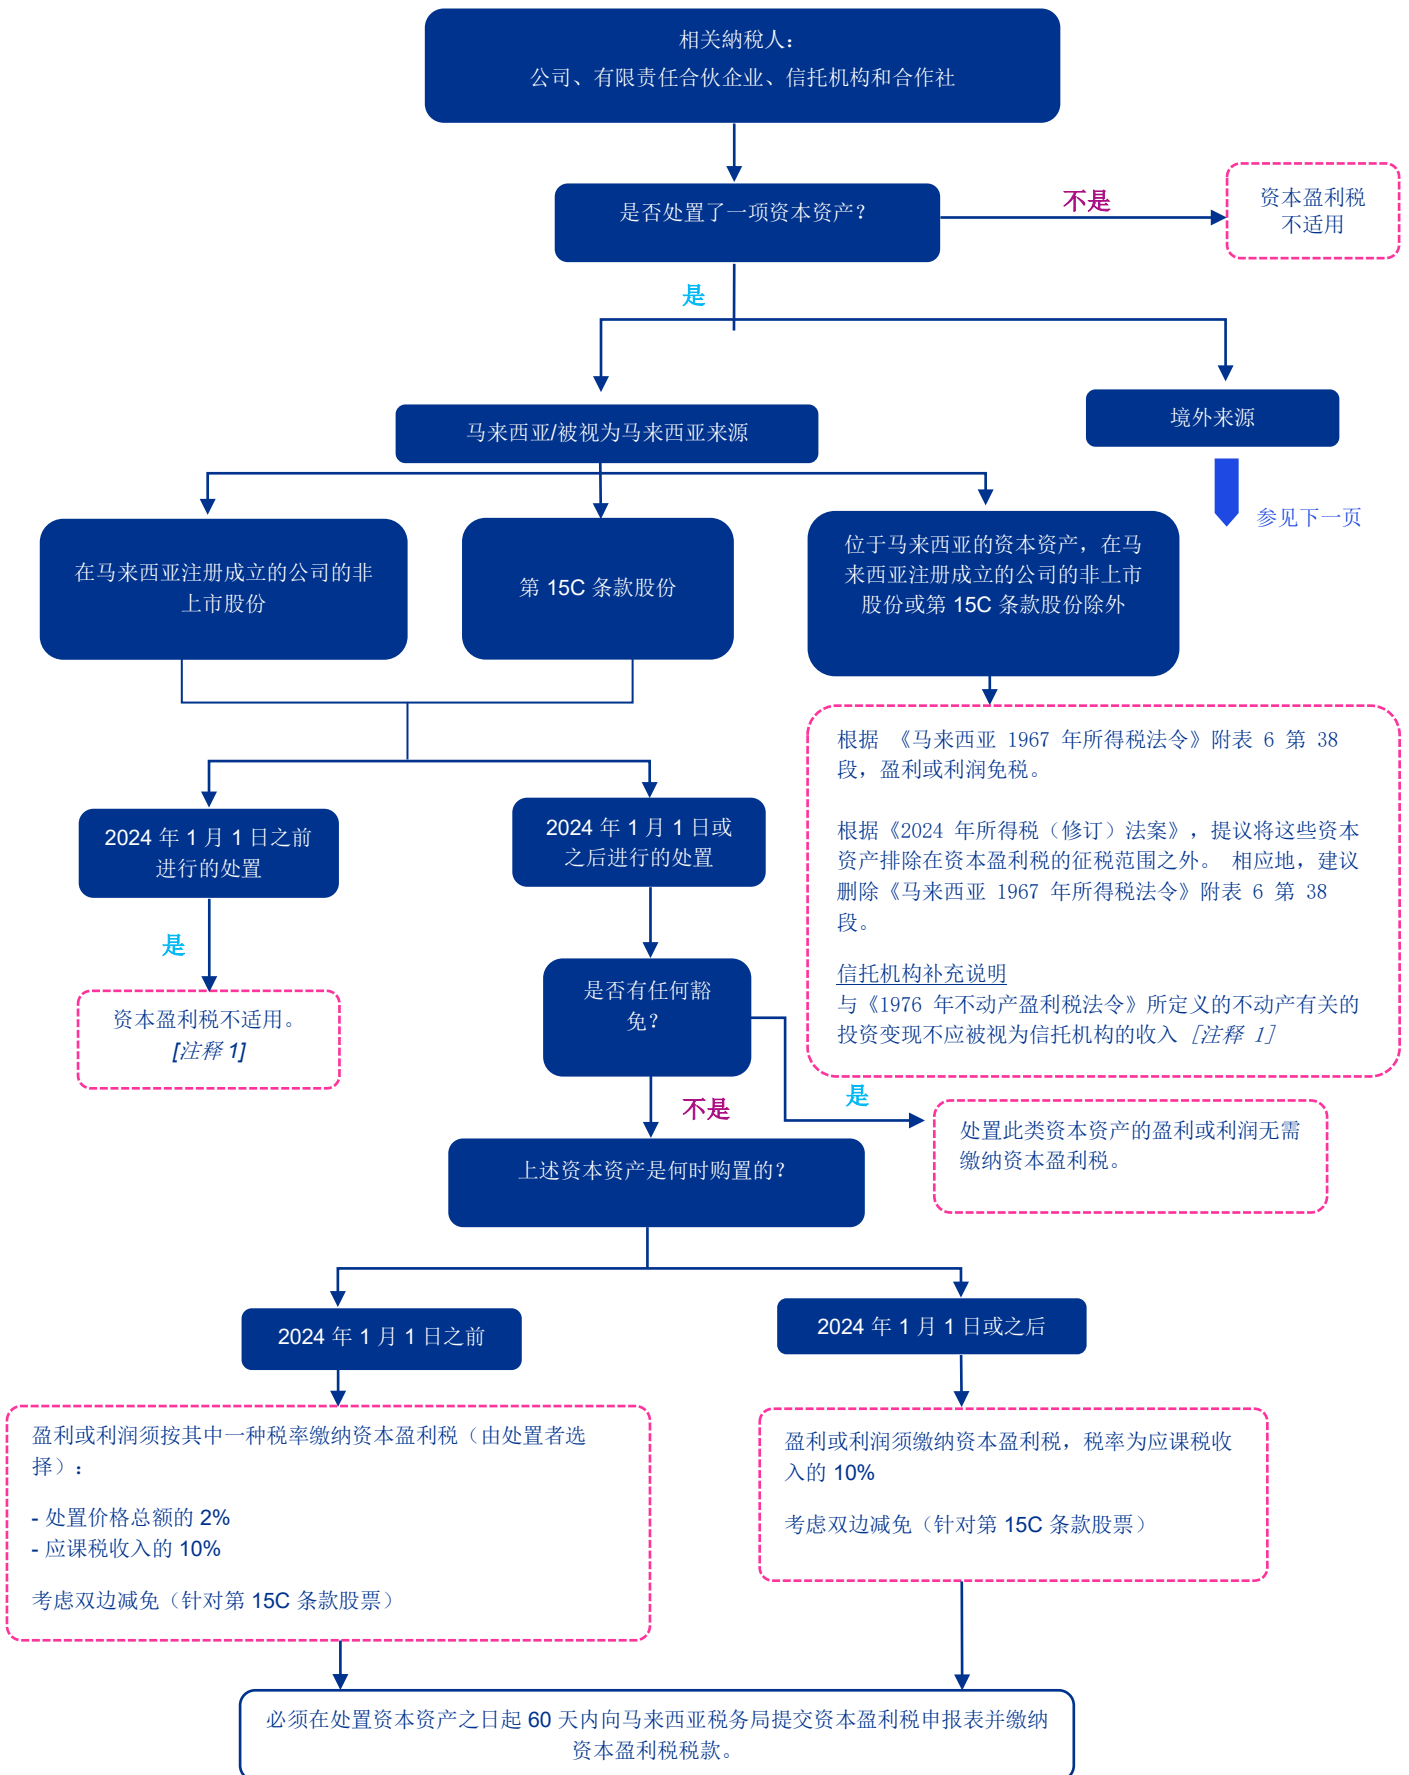 相关納税人：
公司、有限责任合伙企业、信托机构和合作社
是否处置了一项资本资产？
不是
资本盈利税
不适用
是
马来西亚/被视为马来西亚来源
境外来源
参见下一页
在马来西亚注册成立的公司的非
上市股份
第 15C 条款股份
位于马来西亚的资本资产，在马
来西亚注册成立的公司的非上市
股份或第 15C 条款股份除外
根据 《马来西亚 1967 年所得税法令》附表 6 第 38
段，盈利或利润免税。
根据《2024 年所得税（修订）法案》，提议将这些资本
资产排除在资本盈利税的征税范围之外。 相应地，建议
删除《马来西亚 1967 年所得税法令》附表 6 第 38
段。
信托机构补充说明
与《1976 年不动产盈利税法令》所定义的不动产有关的
投资变现不应被视为信托机构的收入 [注释 1]
2024 年 1 月 1 日之前
进行的处置
2024 年 1 月 1 日或
之后进行的处置
是
资本盈利税不适用。
[注释 1]
是否有任何豁
免？
不是
是
处置此类资本资产的盈利或利润无需
缴纳资本盈利税。
上述资本资产是何时购置的？
2024 年 1 月 1 日之前
2024 年 1 月 1 日或之后
盈利或利润须按其中一种税率缴纳资本盈利税（由处置者选
择）：
- 处置价格总额的 2%
- 应课税收入的 10%
考虑双边减免（针对第 15C 条款股票）
盈利或利润须缴纳资本盈利税，税率为应课税收
入的 10%
考虑双边减免（针对第 15C 条款股票）
必须在处置资本资产之日起 60 天内向马来西亚税务局提交资本盈利税申报表并缴纳
资本盈利税税款。